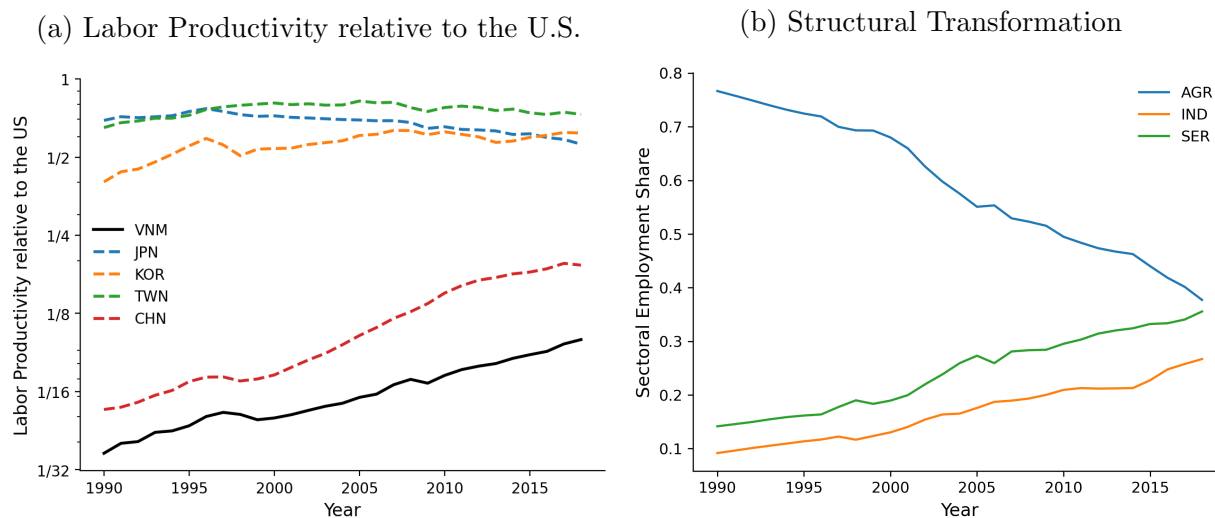 (a) Labor Productivity relative to the U.S.
1
1/2
1/4
1/8
1/16
1/32
Labor Productivity relative to the US
VNM
JPN
KOR
TWN
CHN
1990 1995 2000 2005 2010 2015
Year
(b) Structural Transformation
0.8
0.7
0.6
0.5
0.4
0.3
0.2
0.1
Sectoral Employment Share
AGR
IND
SER
1990 1995 2000 2005 2010 2015
Year